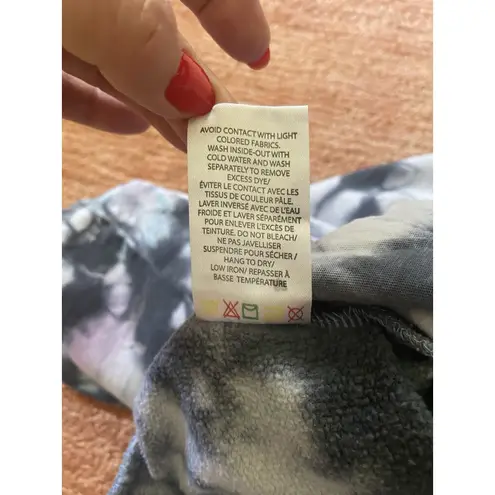 AVOID CONTACT WITH LIGHT
COLORED FABRICS.
WASH INSIDE-OUT WITH
COLD WATER AND WASH
SEPARATELY TO REMOVE
EXCESS DYE/
ÉVITER LE CONTACT AVEC LES
TISSUS DE COULEUR PÂLE.
LAVER INVERSÉ AVEC DE L'EAU
FROIDE ET LAVER SÉPARÉMENT
POUR ENLEVER L'EXCÈS DE
TEINTURE. DO NOT BLEACH/
NE PAS JAVELLISER
SUSPENDRE POUR SÉCHER /
HANG TO DRY/
LOW IRON/ REPASSER À
BASSE TEMPÉRATURE